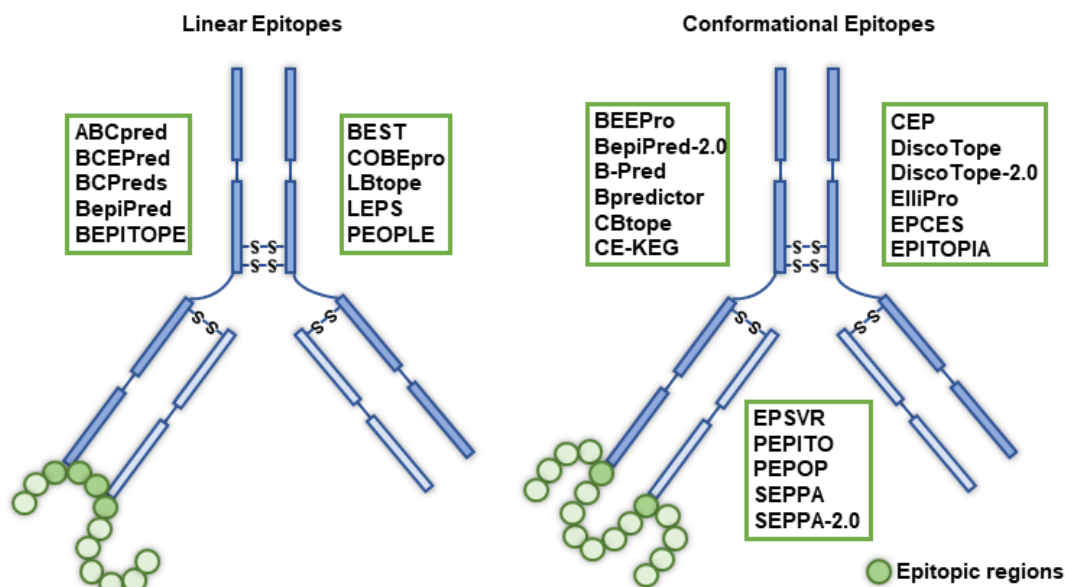 Linear Epitopes
ABCpred
BCEPred
BCPreds
BepiPred
BEPITOPE
BEST
COBEpro
LBtope
LEPS
PEOPLE
S-S
S-S
S-S
S-S
Conformational Epitopes
BEEPro
BepiPred-2.0
B-Pred
Bpredictor
CBtope
CE-KEG
CEP
DiscoTope
DiscoTope-2.0
ElliPro
EPCES
EPITOPIA
S-S
S-S
S-S
S-S
EPSVR
PEPITO
PEPOP
SEPPA
SEPPA-2.0
Epitopic regions